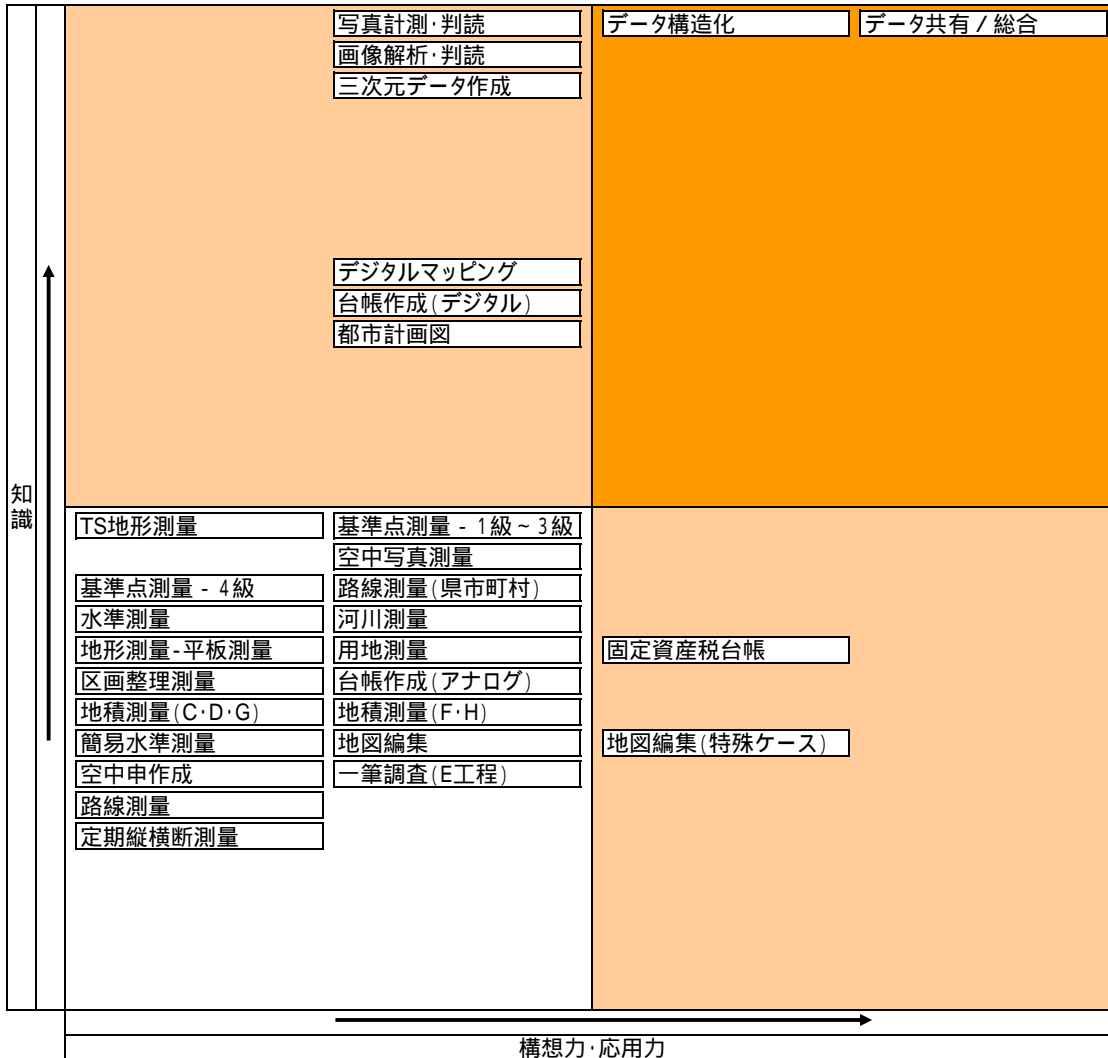 写真計測・判読 データ構造化 データ共有 / 総合
画像解析・判読
三次元データ作成
デジタルマッピング
台帳作成(デジタル)
都市計画図
知識
TS地形測量 基準点測量 - 1級 ~ 3級
空中写真測量
基準点測量 - 4級 路線測量(県市町村)
水準測量 河川測量
地形測量-平板測量 用地測量 固定資産税台帳
区画整理測量 台帳作成(アナログ)
地積測量(C・D・G) 地積測量(F・H)
簡易水準測量 地図編集 地図編集(特殊ケース)
空中申作成 一筆調査(E工程)
路線測量
定期縦横断測量
構想力・応用力